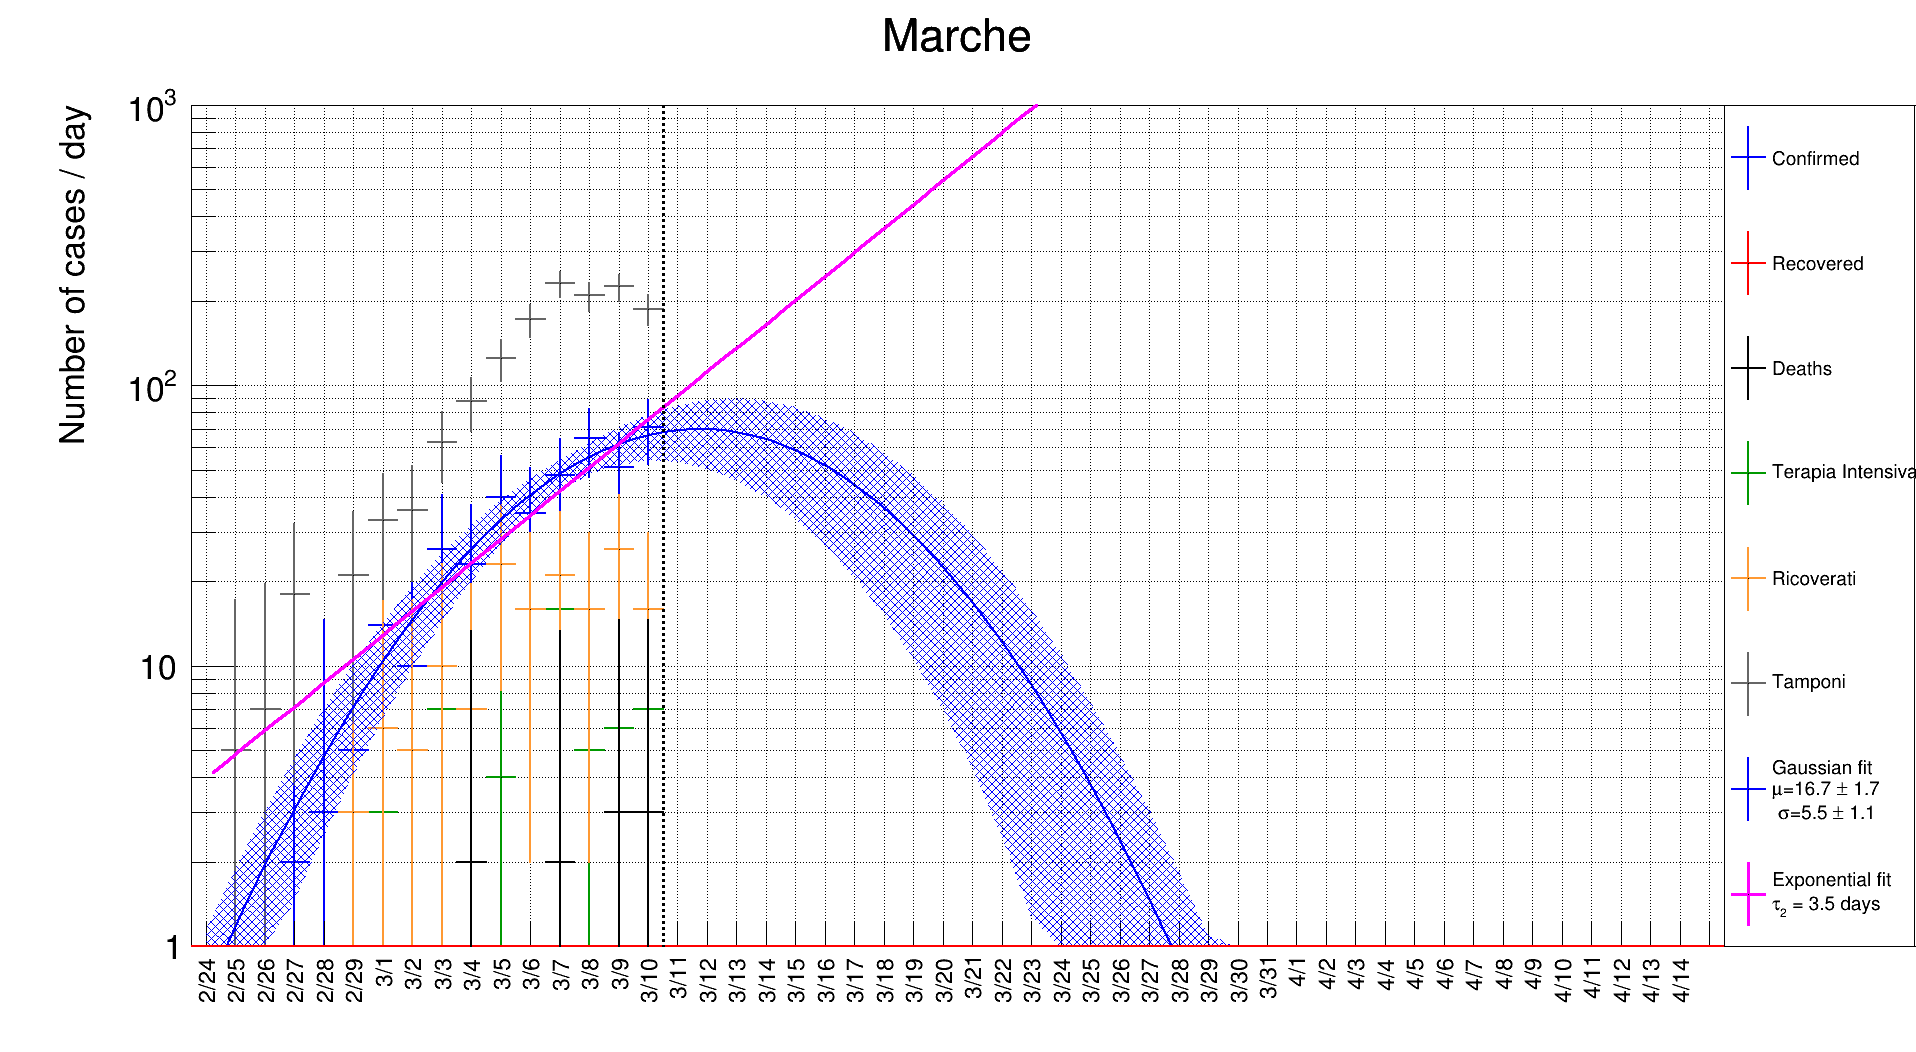 Marche
Number of cases / day
10³
10²
10
1
2/24 2/25 2/26 2/27 2/28 2/29 3/1 3/2 3/3 3/4 3/5 3/6 3/7 3/8 3/9 3/10 3/11 3/12 3/13 3/14 3/15 3/16 3/17 3/18 3/19 3/20 3/21 3/22 3/23 3/24 3/25 3/26 3/27 3/28 3/29 3/30 3/31 4/1 4/2 4/3 4/4 4/5 4/6 4/7 4/8 4/9 4/10 4/11 4/12 4/13 4/14
Confirmed
Recovered
Deaths
Terapia Intensiva
Ricoverati
Tamponi
Gaussian fit
μ=16.7 ± 1.7
σ=5.5 ± 1.1
Exponential fit
τ₂ = 3.5 days